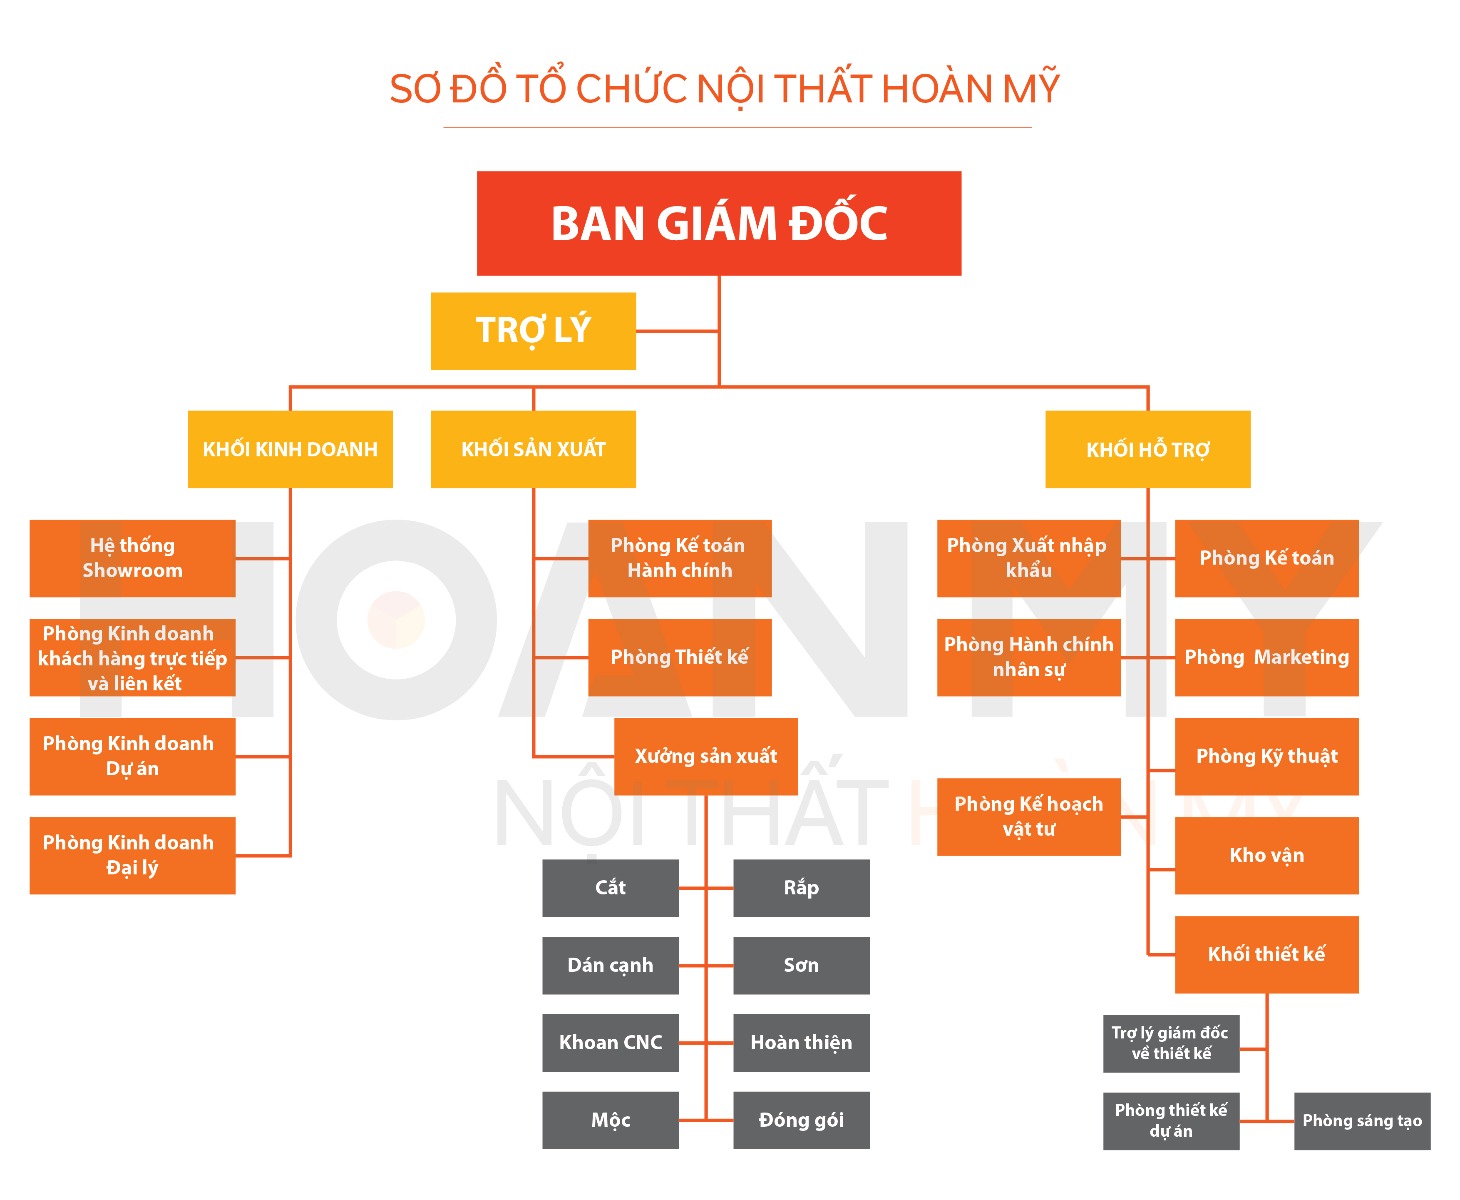 SƠ ĐỒ TỔ CHỨC NỘI THẤT HOÀN MỸ
BAN GIÁM ĐỐC
TRỢ LÝ
KHỐI KINH DOANH
KHỐI SẢN XUẤT
KHỐI HỖ TRỢ
Hệ thống
Showroom
Phòng Kinh doanh
khách hàng trực tiếp
và liên kết
Phòng Kinh doanh
Dự án
Phòng Kinh doanh
Đại lý
Phòng Kế toán
Hành chính
Phòng Thiết kế
Xưởng sản xuất
Cắt
Rắp
Dán cạnh
Sơn
Khoan CNC
Hoàn thiện
Mộc
Đóng gói
Phòng Xuất nhập
khẩu
Phòng Kế toán
Phòng Hành chính
nhân sự
Phòng Marketing
Phòng Kỹ thuật
Phòng Kế hoạch
vật tư
Kho vận
Khối thiết kế
Trợ lý giám đốc
về thiết kế
Phòng thiết kế
dự án
Phòng sáng tạo
HOAN MY
NỘI THẤT HOÀN MỸ